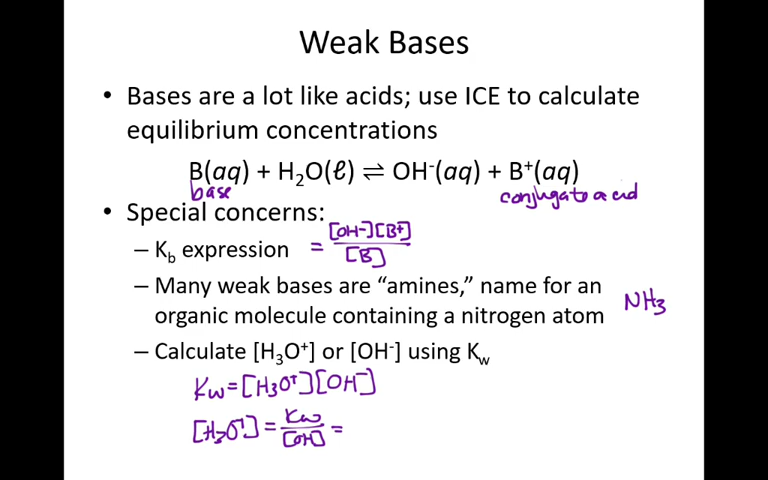 Weak Bases
• Bases are a lot like acids; use ICE to calculate
equilibrium concentrations
B(aq) + H₂O(ℓ) ⇌ OH⁻(aq) + B⁺(aq)
base conjugate acid
• Special concerns:
– K_b expression = [OH-][B+] / [B]
– Many weak bases are “amines,” name for an
organic molecule containing a nitrogen atom NH₃
– Calculate [H₃O⁺] or [OH⁻] using K_w
Kw = [H₃O⁺][OH⁻]
[H₃O⁺] = Kw / [OH] =